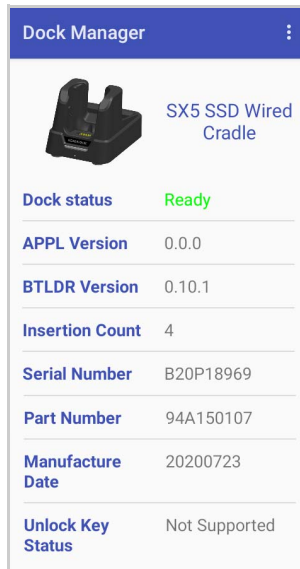 Dock Manager
SX5 SSD Wired
Cradle
Dock status Ready
APPL Version 0.0.0
BTLDR Version 0.10.1
Insertion Count 4
Serial Number B20P18969
Part Number 94A150107
Manufacture 20200723
Date
Unlock Key Not Supported
Status